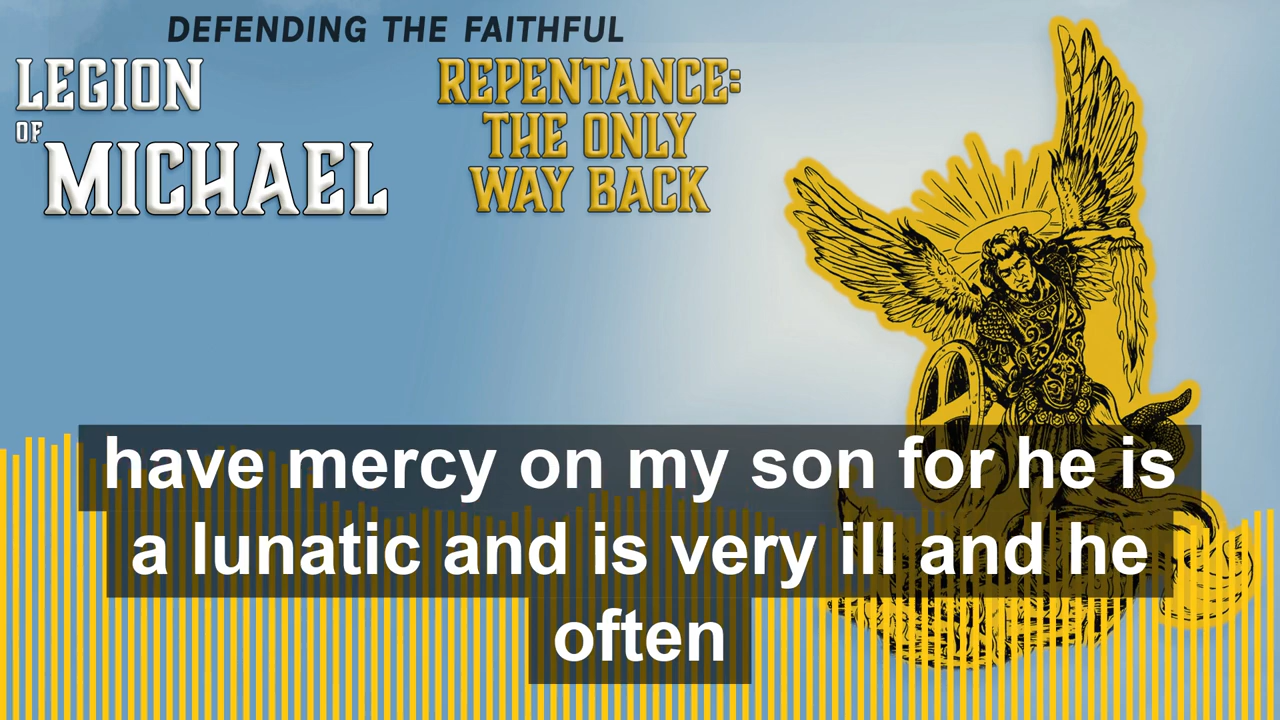 DEFENDING THE FAITHFUL
LEGION
OF
MICHAEL
REPENTANCE:
THE ONLY
WAY BACK
have mercy on my son for he is
a lunatic and is very ill and he
often